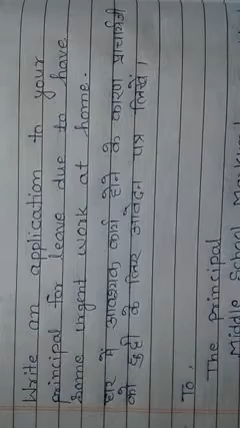 Write an application to your
principal for leave due to have
some urgent work at home.
घर में आवश्यक कार्य होने के कारण प्राचार्यजी
को छुट्टी के लिए आवेदन पत्र लिखें।
To,
The principal
Middle School